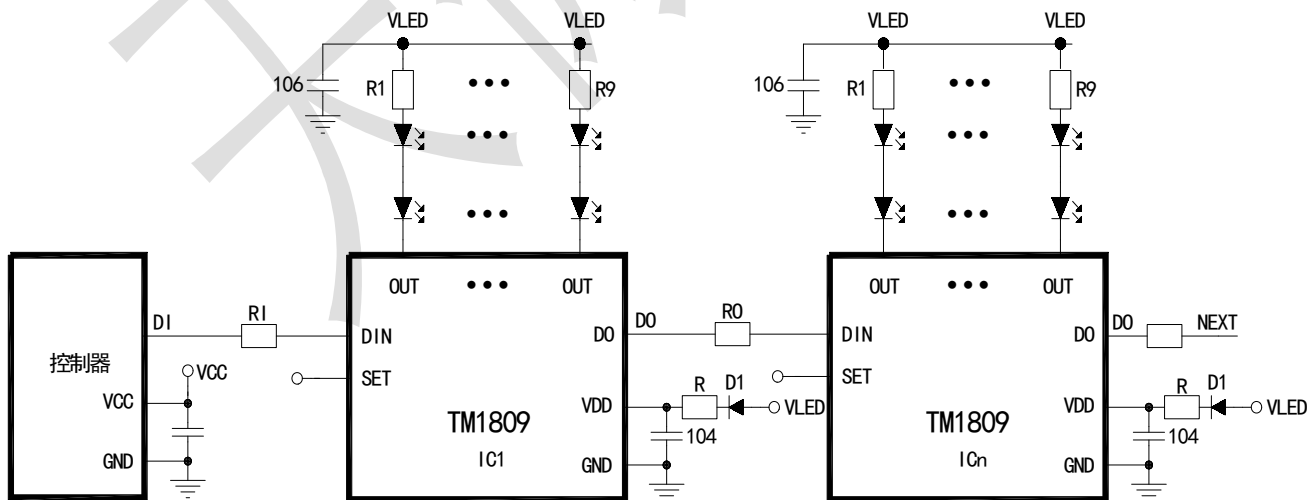 VLED VLED VLED VLED
106 R1 ••• R9 106 R1 ••• R9
••• •••
••• •••
OUT ••• OUT OUT ••• OUT
DI RI DIN DO DO RO DIN DO DO NEXT
控制器 VCC SET SET
VCC VDD R D1 VLED VDD R D1 VLED
TM1809 104 TM1809 104
GND IC1 GND ICn GND